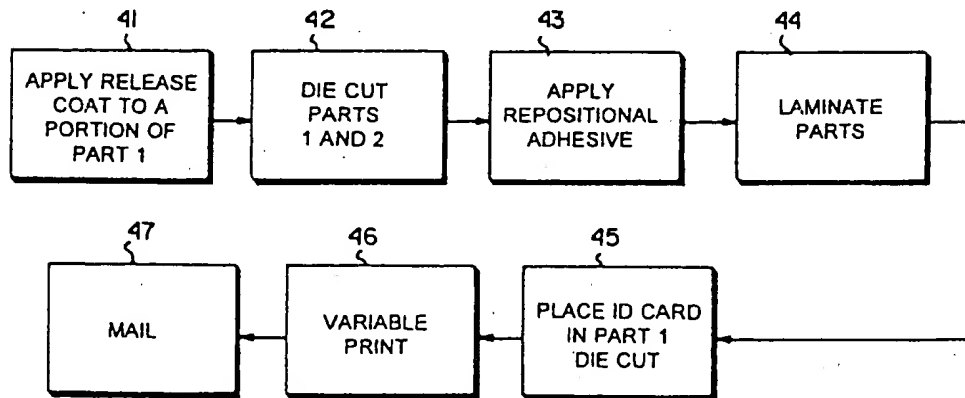 41
APPLY RELEASE
COAT TO A
PORTION OF
PART 1
42
DIE CUT
PARTS
1 AND 2
43
APPLY
REPOSITIONAL
ADHESIVE
44
LAMINATE
PARTS
45
PLACE ID CARD
IN PART 1
DIE CUT
46
VARIABLE
PRINT
47
MAIL